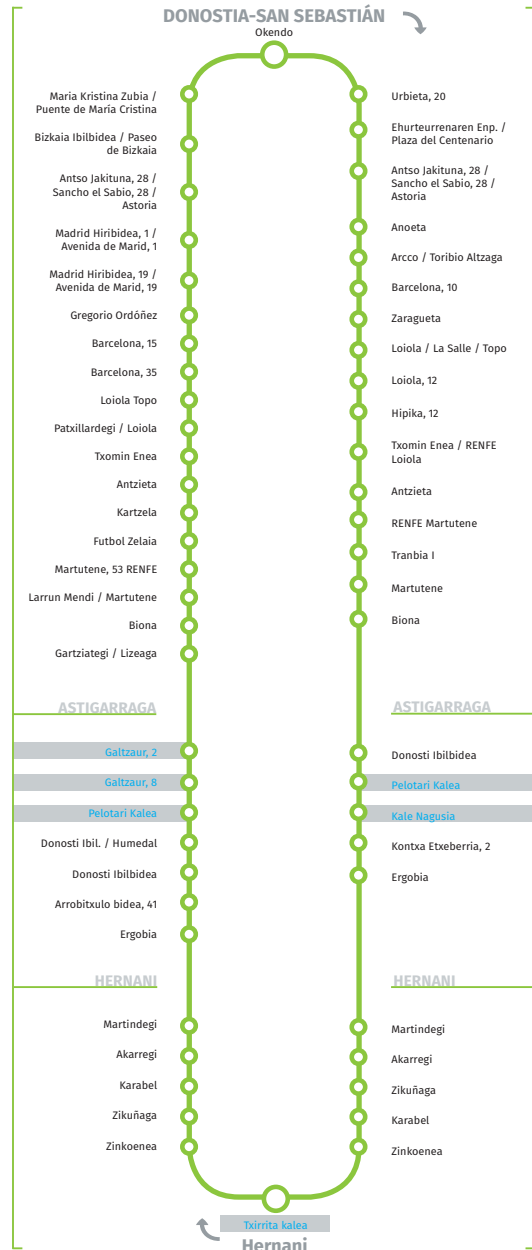 DONOSTIA-SAN SEBASTIÁN
Okendo
Maria Kristina Zubia /
Puente de María Cristina
Bizkaia Ibilbidea / Paseo
de Bizkaia
Antso Jakituna, 28 /
Sancho el Sabio, 28 /
Astoria
Madrid Hiribidea, 1 /
Avenida de Marid, 1
Madrid Hiribidea, 19 /
Avenida de Marid, 19
Gregorio Ordóñez
Barcelona, 15
Barcelona, 35
Loiola Topo
Patxillardegi / Loiola
Txomin Enea
Antzieta
Kartzela
Futbol Zelaia
Martutene, 53 RENFE
Larrun Mendi / Martutene
Biona
Gartziategi / Lizeaga
ASTIGARRAGA
Galtzaur, 2
Galtzaur, 8
Pelotari Kalea
Donosti Ibil. / Humedal
Donosti Ibilbidea
Arrobitxulo bidea, 41
Ergobia
HERNANI
Martindegi
Akarregi
Karabel
Zikuñaga
Zinkoenea
Urbieta, 20
Ehurteurrenaren Enp. /
Plaza del Centenario
Antso Jakituna, 28 /
Sancho el Sabio, 28 /
Astoria
Anoeta
Arcco / Toribio Altzaga
Barcelona, 10
Zaragueta
Loiola / La Salle / Topo
Loiola, 12
Hipika, 12
Txomin Enea / RENFE
Loiola
Antzieta
RENFE Martutene
Tranbia I
Martutene
Biona
ASTIGARRAGA
Donosti Ibilbidea
Pelotari Kalea
Kale Nagusia
Kontxa Etxeberria, 2
Ergobia
HERNANI
Martindegi
Akarregi
Zikuñaga
Karabel
Zinkoenea
Txirrita kalea
Hernani